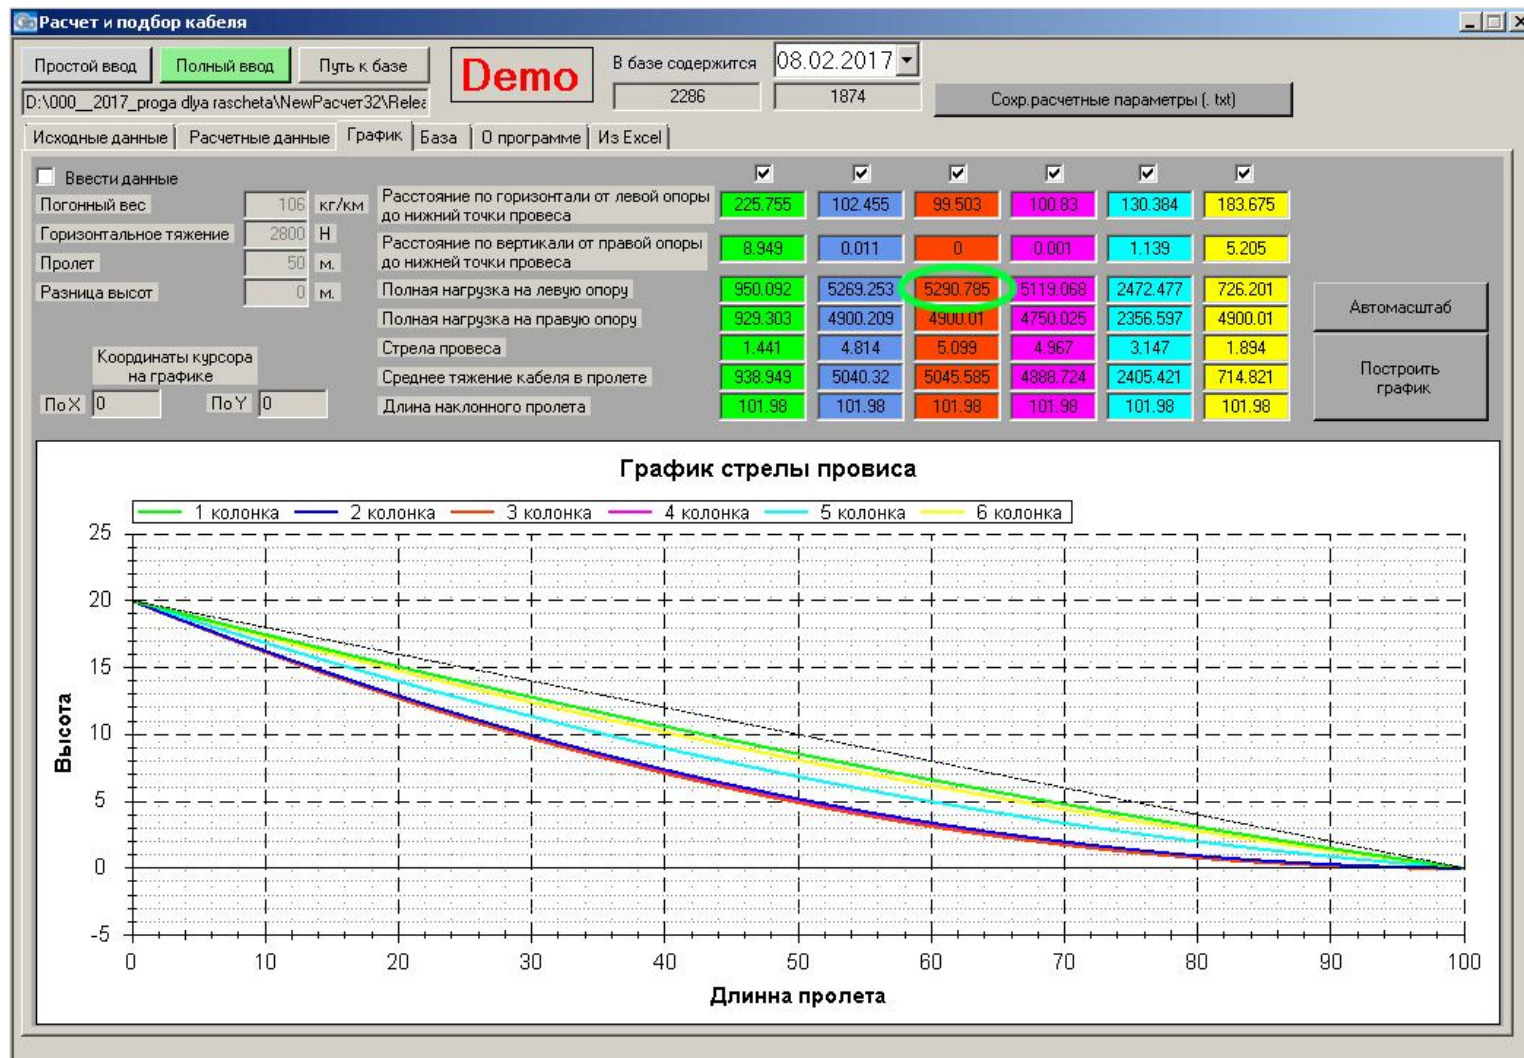 Расчет и подбор кабеля
Простой ввод Полный ввод Путь к базе
Demo
В базе содержится 08.02.2017
2286 1874
D:\000__2017_proga dlya rascheta\NewРасчет32\Relea
Сохр.расчетные параметры (. txt)
Исходные данные Расчетные данные График База О программе Из Excel
Ввести данные
Погонный вес 106 кг/км
Горизонтальное тяжение 2800 Н
Пролет 50 м.
Разница высот 0 м.
Координаты курсора
на графике
По X 0 По Y 0
Расстояние по горизонтали от левой опоры
до нижний точки провеса
225.755 102.455 99.503 100.83 130.384 183.675
Расстояние по вертикали от правой опоры
до нижней точки провеса
8.949 0.011 0 0.001 1.139 5.205
Полная нагрузка на левую опору 950.092 5269.253 5290.785 5119.068 2472.477 726.201
Полная нагрузка на правую опору 929.303 4900.209 4900.01 4750.025 2356.597 4900.01
Стрела провеса 1.441 4.814 5.099 4.967 3.147 1.894
Среднее тяжение кабеля в пролете 938.949 5040.32 5045.585 4888.724 2405.421 714.821
Длина наклонного пролета 101.98 101.98 101.98 101.98 101.98 101.98
Автомасштаб
Построить
график
График стрелы провиса
1 колонка 2 колонка 3 колонка 4 колонка 5 колонка 6 колонка
25
20
15
10
5
0
-5
Высота
0 10 20 30 40 50 60 70 80 90 100
Длинна пролета